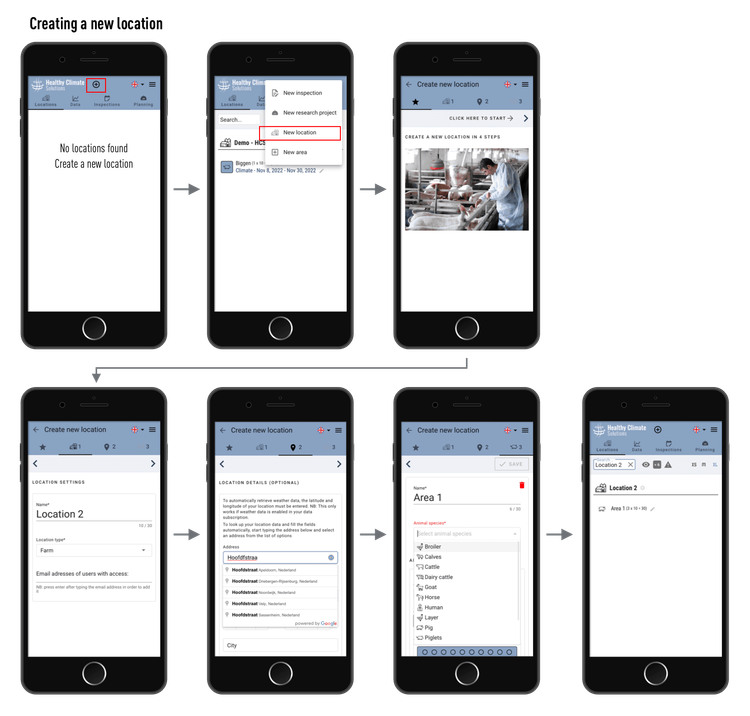 Creating a new location
Healthy Climate
Solutions
Locations Data Inspections Planning
No locations found
Create a new location
Healthy Clima
Solutions
Locations Data
Search...
Demo - HCS
Biggen (1 x 10
Climate - Nov 8, 2022 - Nov 30, 2022
New inspection
New research project
New location
New area
Create new location
1 2 3
CLICK HERE TO START
CREATE A NEW LOCATION IN 4 STEPS
Create new location
1 2 3
LOCATION SETTINGS
Name*
Location 2
10 / 30
Location type*
Farm
Email adresses of users with access:
NB: press enter after typing the email address in order to add
it
Create new location
1 2 3
LOCATION DETAILS (OPTIONAL)
To automatically retrieve weather data, the latitude and
longitude of your location must be entered. NB: This only
works if weather data is enabled in your data
subscription.
To look up your location data and fill the fields
automatically, start typing the address below and select
an address from the list of options
Address
Hoofdfstraa
Hoofdstraat Apeldoorn, Nederland
Hoofdstraat Driebergen-Rijsenburg, Nederland
Hoofdstraat Noordwijk, Nederland
Hoofdstraat Velp, Nederland
Hoofdstraat Sassenheim, Nederland
powered by Google
City
Create new location
1 2 3
SAVE
Name*
Area 1
6 / 30
Animal species*
Select animal species
Broiler
Calves
Cattle
Dairy cattle
Goat
Horse
Human
Layer
Pig
Piglets
Healthy Climate
Solutions
Locations Data Inspections Planning
Search
Location 2
Location 2
Area 1 (3 x 10 = 30)